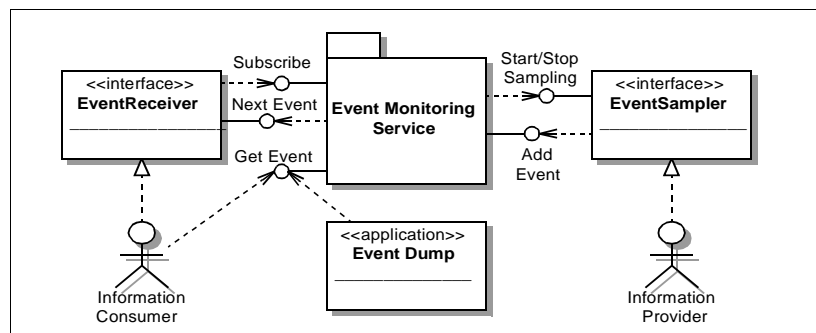 Subscribe
<<interface>>
EventReceiver
Next Event
Get Event
Event Monitoring
Service
Start/Stop
Sampling
<<interface>>
EventSampler
Add
Event
<<application>>
Event Dump
Information
Consumer
Information
Provider